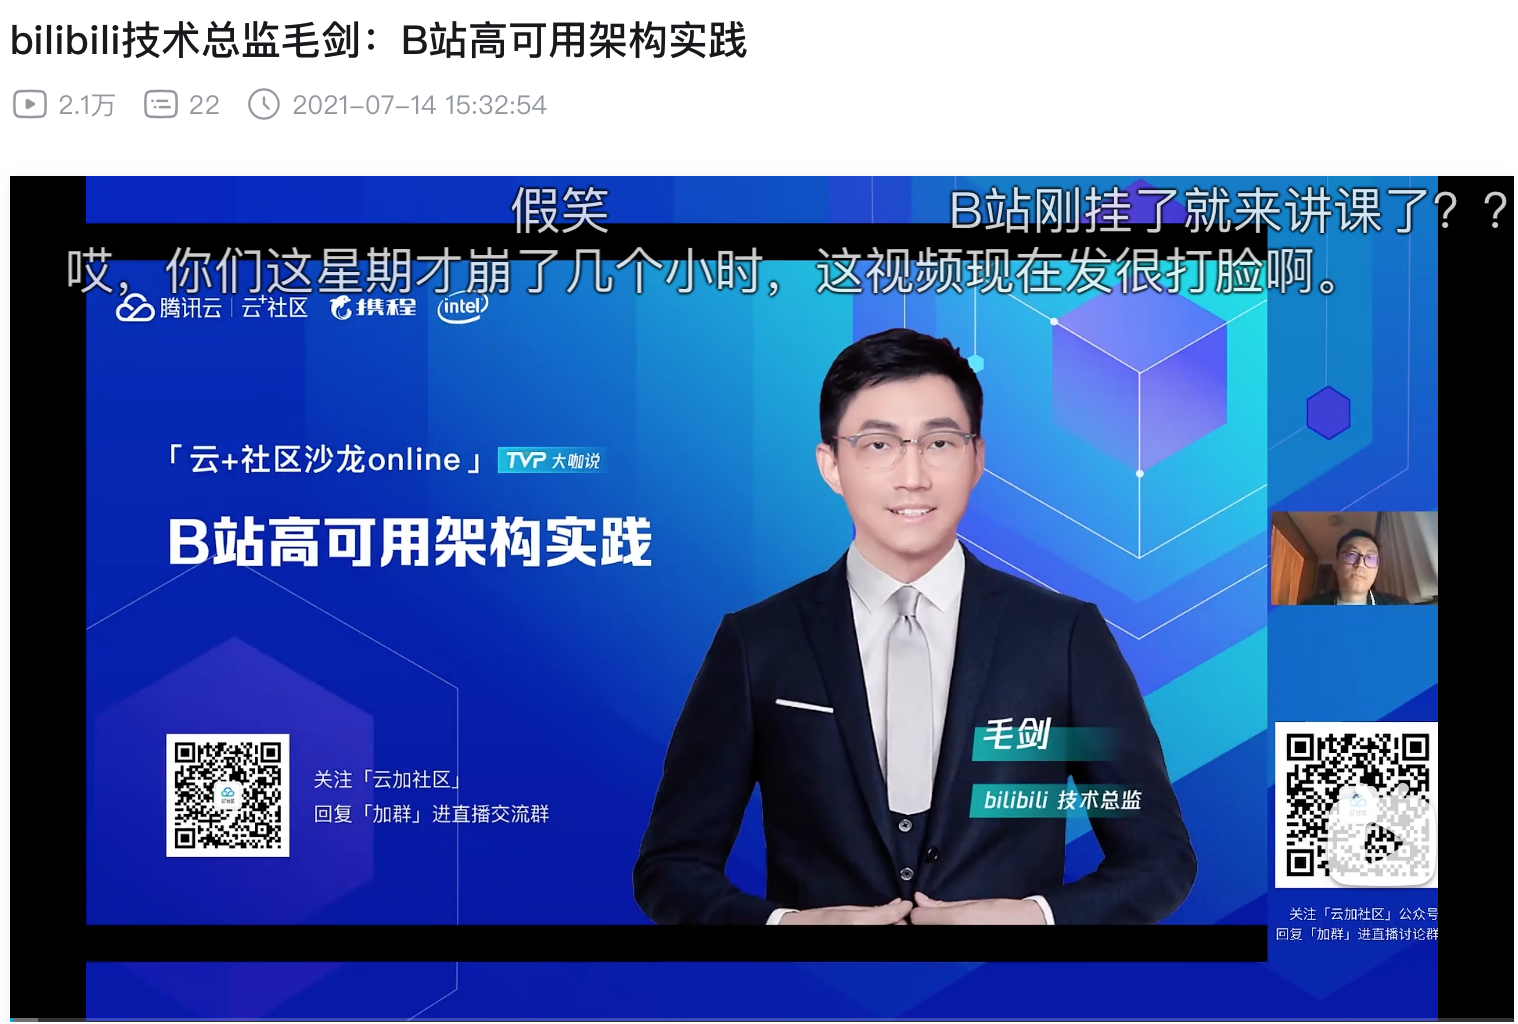 bilibili技术总监毛剑：B站高可用架构实践
2.1万 22 2021-07-14 15:32:54
假笑
B站刚挂了就来讲课了？？
哎，你们这星期才崩了几个小时，这视频现在发很打脸啊。
腾讯云 云+社区 携程 intel
「云+社区沙龙online」 TVP 大咖说
B站高可用架构实践
毛剑
bilibili 技术总监
关注「云加社区」
回复「加群」进直播交流群
关注「云加社区」公众号
回复「加群」进直播讨论群